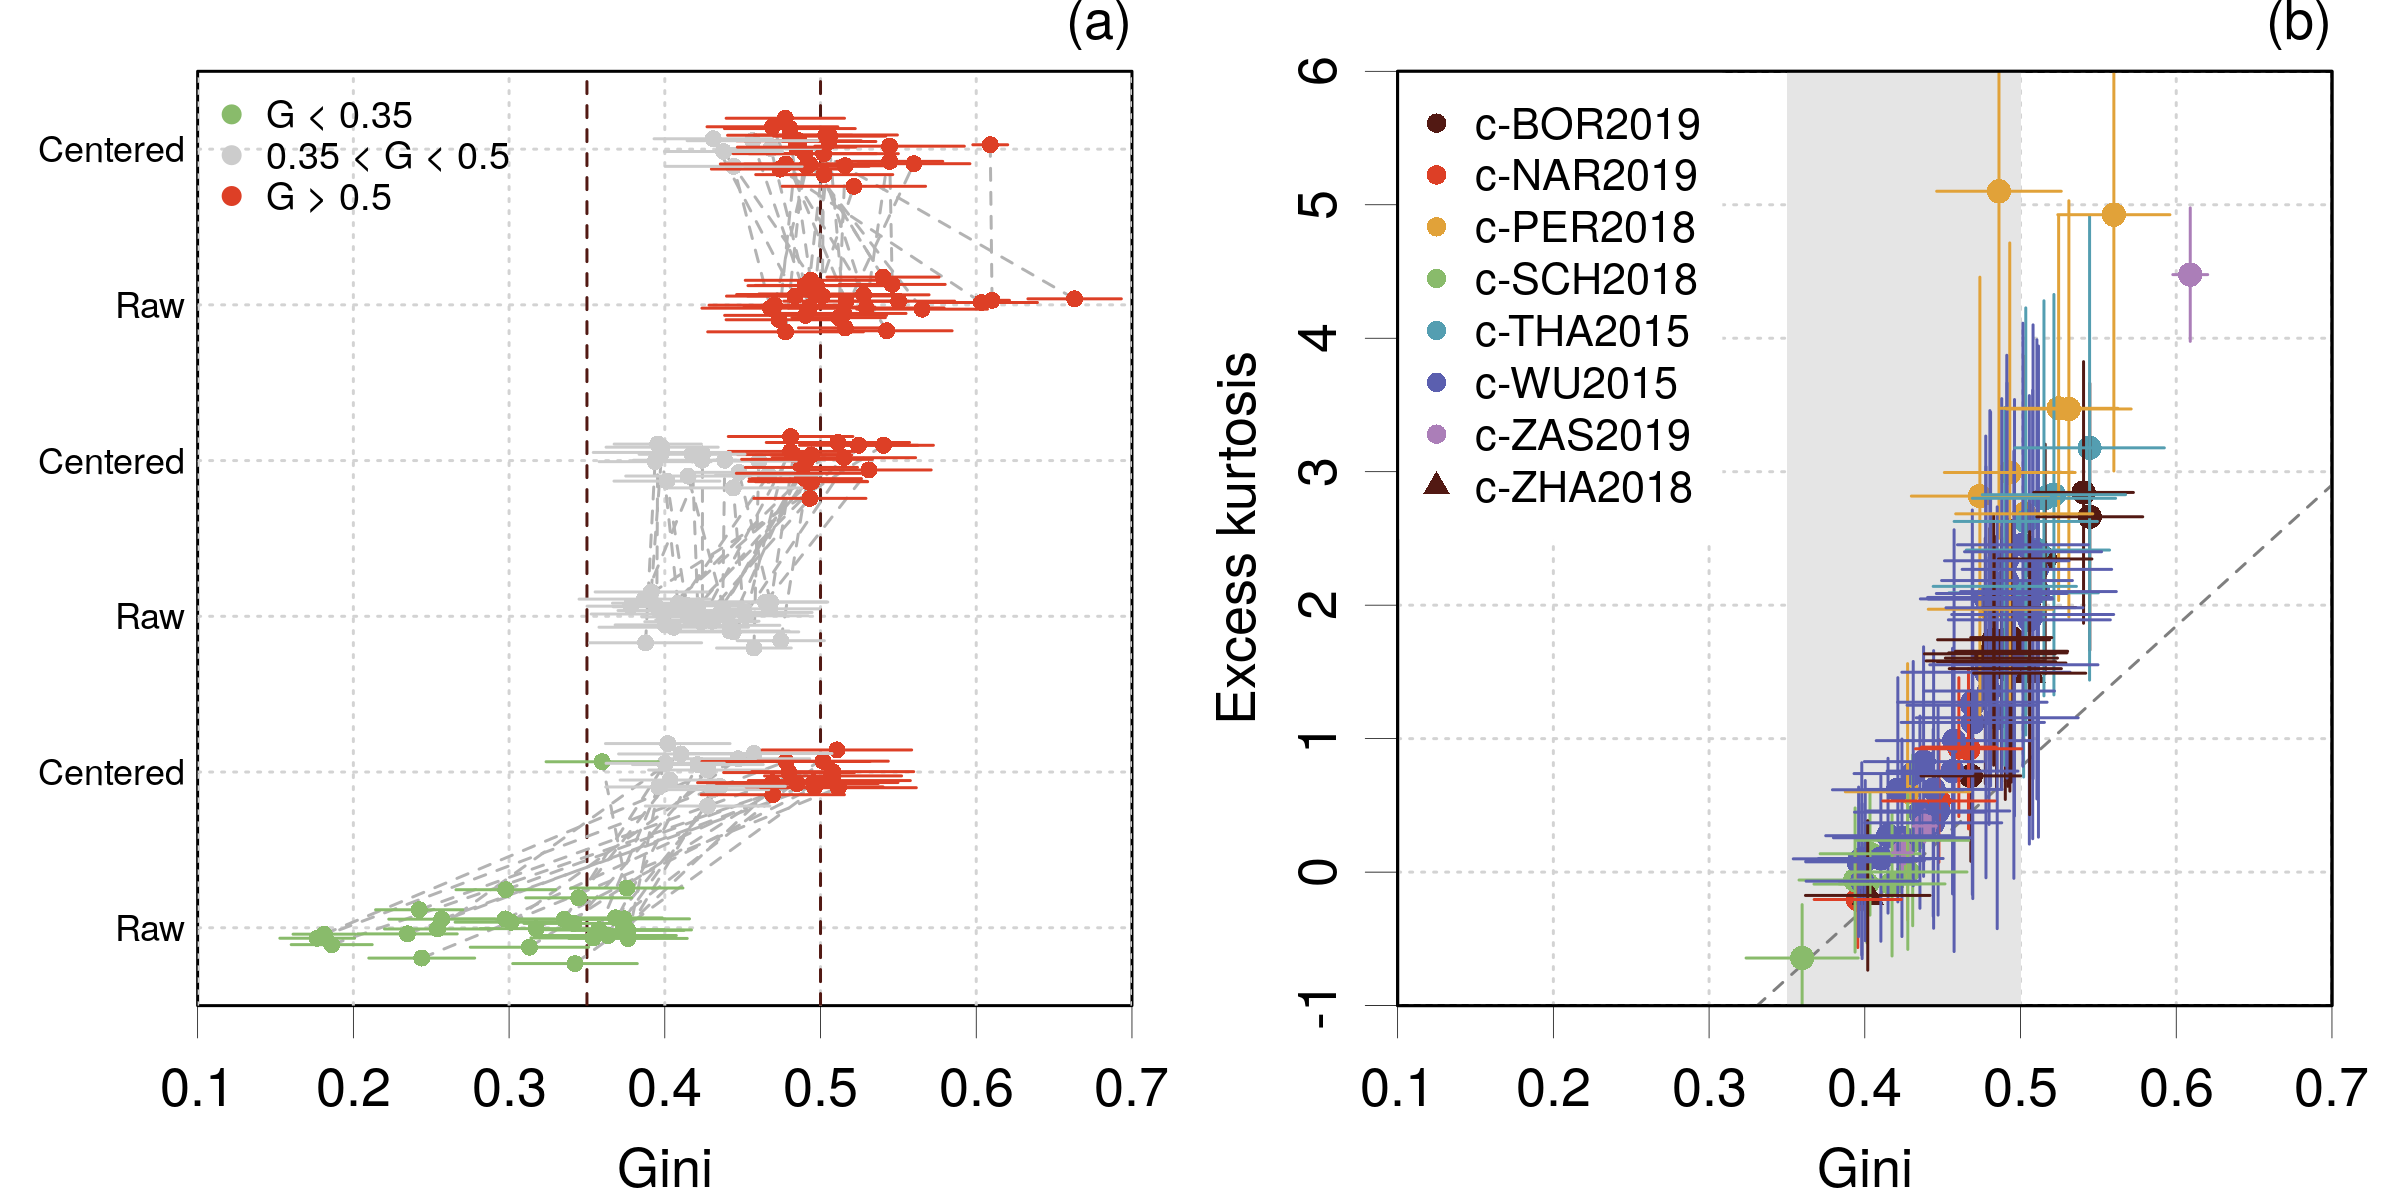 (a)
G < 0.35
0.35 < G < 0.5
G > 0.5
Centered
Raw
Centered
Raw
Centered
Raw
0.1 0.2 0.3 0.4 0.5 0.6 0.7
Gini
(b)
c-BOR2019
c-NAR2019
c-PER2018
c-SCH2018
c-THA2015
c-WU2015
c-ZAS2019
c-ZHA2018
Excess kurtosis
6
5
4
3
2
1
0
-1
0.1 0.2 0.3 0.4 0.5 0.6 0.7
Gini